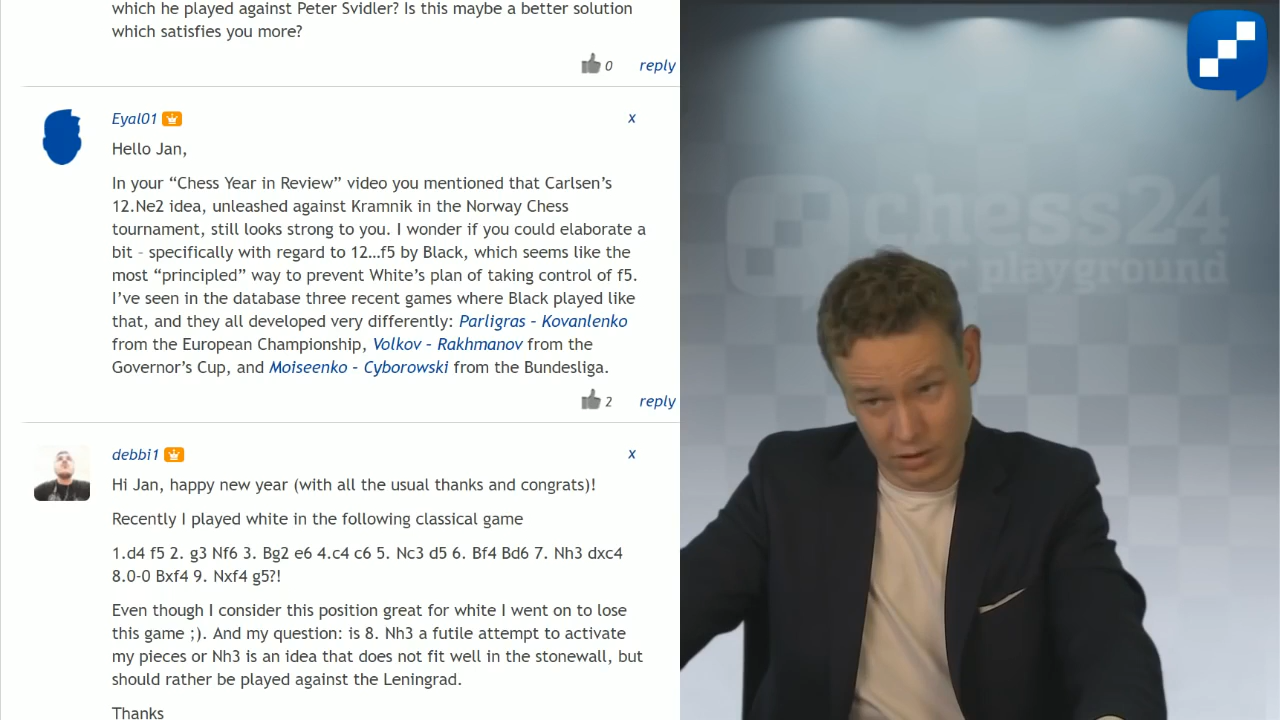 which he played against Peter Svidler? Is this maybe a better solution
which satisfies you more?
0 reply
Eyal01 x
Hello Jan,
In your “Chess Year in Review” video you mentioned that Carlsen’s
12.Ne2 idea, unleashed against Kramnik in the Norway Chess
tournament, still looks strong to you. I wonder if you could elaborate a
bit - specifically with regard to 12…f5 by Black, which seems like the
most “principled” way to prevent White’s plan of taking control of f5.
I’ve seen in the database three recent games where Black played like
that, and they all developed very differently: Parligras – Kovanlenko
from the European Championship, Volkov – Rakhmanov from the
Governor’s Cup, and Moiseenko – Cyborowski from the Bundesliga.
2 reply
debbi1 x
Hi Jan, happy new year (with all the usual thanks and congrats)!
Recently I played white in the following classical game
1.d4 f5 2. g3 Nf6 3. Bg2 e6 4.c4 c6 5. Nc3 d5 6. Bf4 Bd6 7. Nh3 dxc4
8.0-0 Bxf4 9. Nxf4 g5?!
Even though I consider this position great for white I went on to lose
this game ;). And my question: is 8. Nh3 a futile attempt to activate
my pieces or Nh3 is an idea that does not fit well in the stonewall, but
should rather be played against the Leningrad.
Thanks
chess24
playground